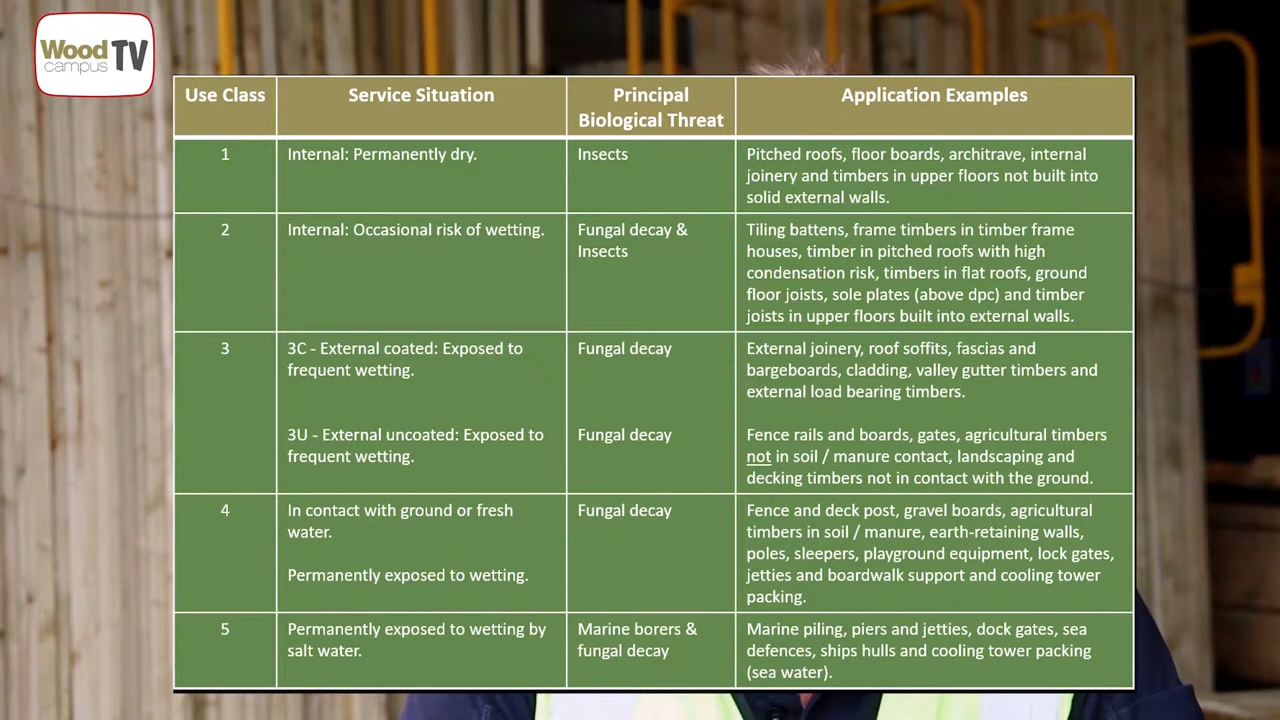 Wood
campus TV
Use Class
Service Situation
Principal
Biological Threat
Application Examples
1
Internal: Permanently dry.
Insects
Pitched roofs, floor boards, architrave, internal
joinery and timbers in upper floors not built into
solid external walls.
2
Internal: Occasional risk of wetting.
Fungal decay &
Insects
Tiling battens, frame timbers in timber frame
houses, timber in pitched roofs with high
condensation risk, timbers in flat roofs, ground
floor joists, sole plates (above dpc) and timber
joists in upper floors built into external walls.
3
3C - External coated: Exposed to
frequent wetting.
Fungal decay
External joinery, roof soffits, fascias and
bargeboards, cladding, valley gutter timbers and
external load bearing timbers.
3U - External uncoated: Exposed to
frequent wetting.
Fungal decay
Fence rails and boards, gates, agricultural timbers
not in soil / manure contact, landscaping and
decking timbers not in contact with the ground.
4
In contact with ground or fresh
water.
Permanently exposed to wetting.
Fungal decay
Fence and deck post, gravel boards, agricultural
timbers in soil / manure, earth-retaining walls,
poles, sleepers, playground equipment, lock gates,
jetties and boardwalk support and cooling tower
packing.
5
Permanently exposed to wetting by
salt water.
Marine borers &
fungal decay
Marine piling, piers and jetties, dock gates, sea
defences, ships hulls and cooling tower packing
(sea water).